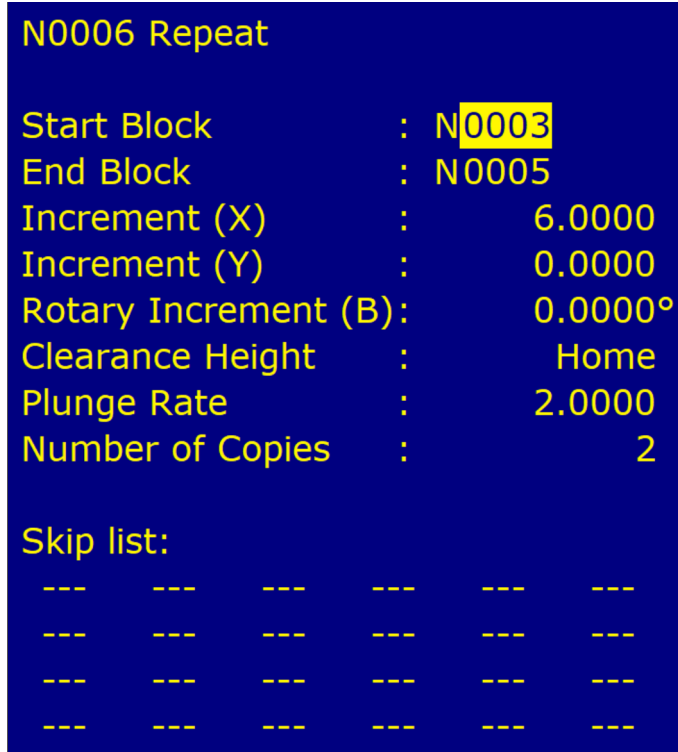 N0006 Repeat
Start Block : N0003
End Block : N0005
Increment (X) : 6.0000
Increment (Y) : 0.0000
Rotary Increment (B): 0.0000°
Clearance Height : Home
Plunge Rate : 2.0000
Number of Copies : 2
Skip list:
--- --- --- --- --- ---
--- --- --- --- --- ---
--- --- --- --- --- ---
--- --- --- --- --- ---